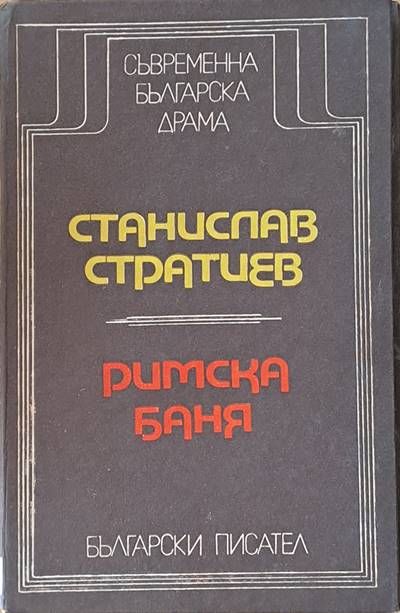 СЪВРЕМЕННА
БЪЛГАРСКА
ДРАМА
СТАНИСЛАВ
СТРАТИЕВ
РИМСКА
БАНЯ
БЪЛГАРСКИ ПИСАТЕЛ